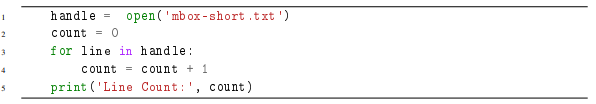 1 handle = open('mbox-short.txt')
2 count = 0
3 for line in handle:
4     count = count + 1
5 print('Line Count:', count)